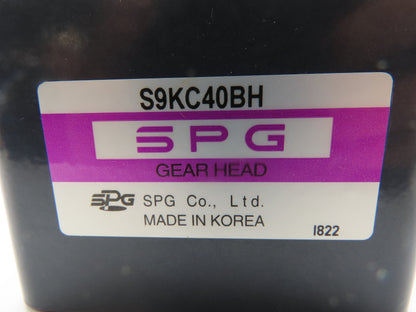 S9KC40BH
SPG
GEAR HEAD
SPG SPG Co., Ltd.
MADE IN KOREA
I822